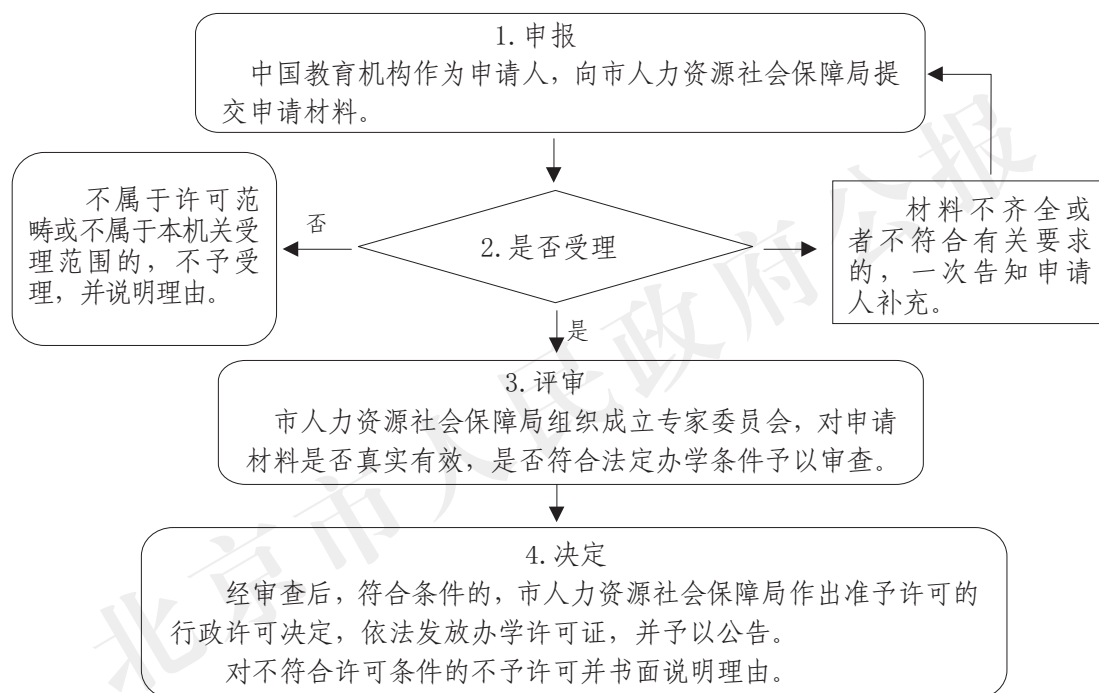 1.申报
中国教育机构作为申请人，向市人力资源社会保障局提
交申请材料。
不属于许可范
畴或不属于本机关受
理范围的，不予受
理，并说明理由。
否
2.是否受理
材料不齐全或
者不符合有关要求
的，一次告知申请
人补充。
是
3.评审
市人力资源社会保障局组织成立专家委员会，对申请
材料是否真实有效，是否符合法定办学条件予以审查。
4.决定
经审查后，符合条件的，市人力资源社会保障局作出准予许可的
行政许可决定，依法发放办学许可证，并予以公告。
对不符合许可条件的不予许可并书面说明理由。
北京市人民政府公报